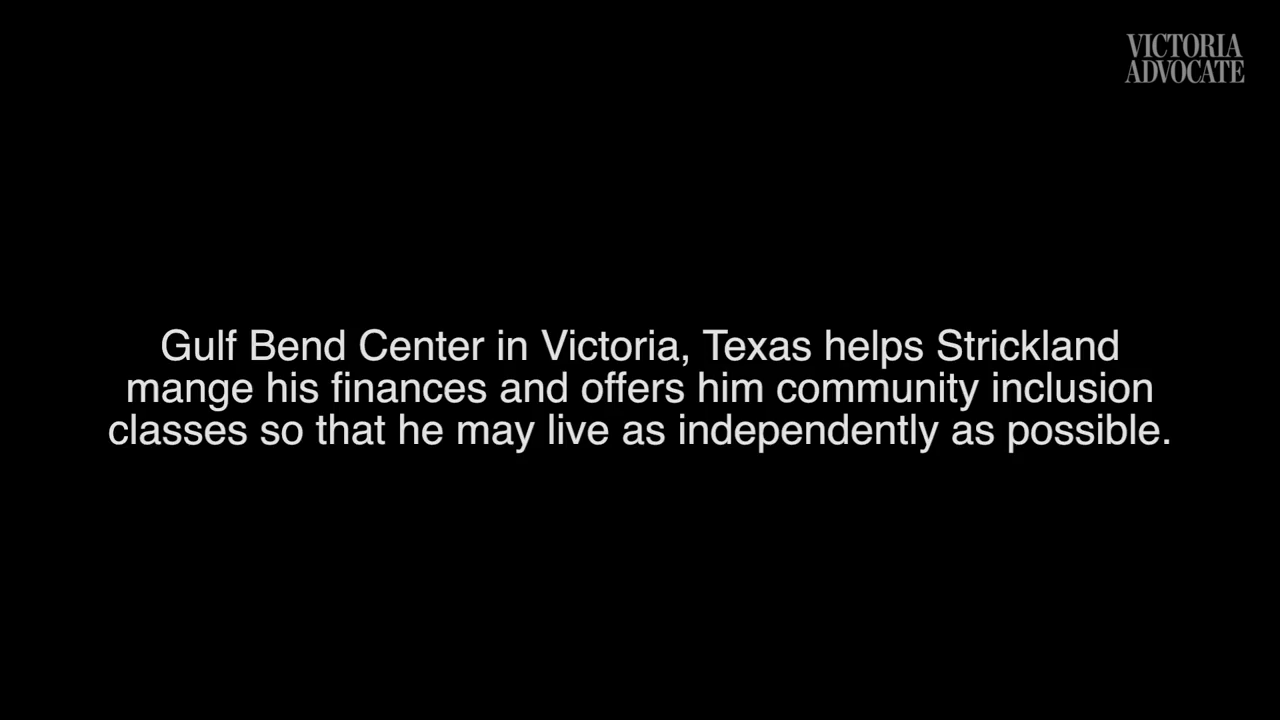 VICTORIA
ADVOCATE
Gulf Bend Center in Victoria, Texas helps Strickland
mange his finances and offers him community inclusion
classes so that he may live as independently as possible.